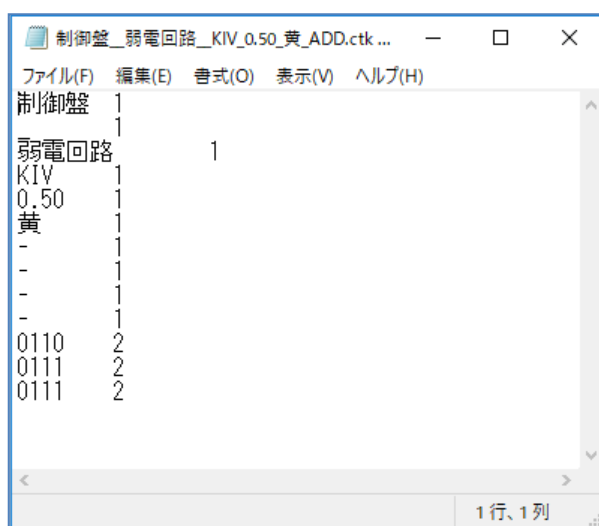 制御盤__弱電回路__KIV_0.50_黄_ADD.ctk ...
ファイル(F) 編集(E) 書式(O) 表示(V) ヘルプ(H)
制御盤 1
1
弱電回路 1
KIV 1
0.50 1
黄 1
- 1
- 1
- 1
- 1
0110 2
0111 2
0111 2
1行、1列